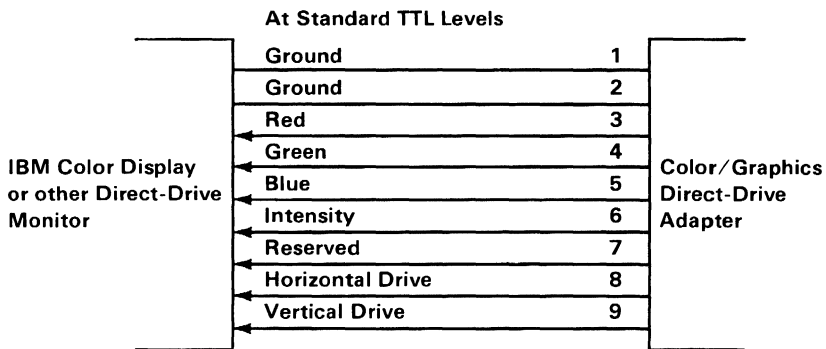 At Standard TTL Levels
Ground 1
Ground 2
Red 3
Green 4
Blue 5
Intensity 6
Reserved 7
Horizontal Drive 8
Vertical Drive 9
IBM Color Display
or other Direct-Drive
Monitor
Color/Graphics
Direct-Drive
Adapter